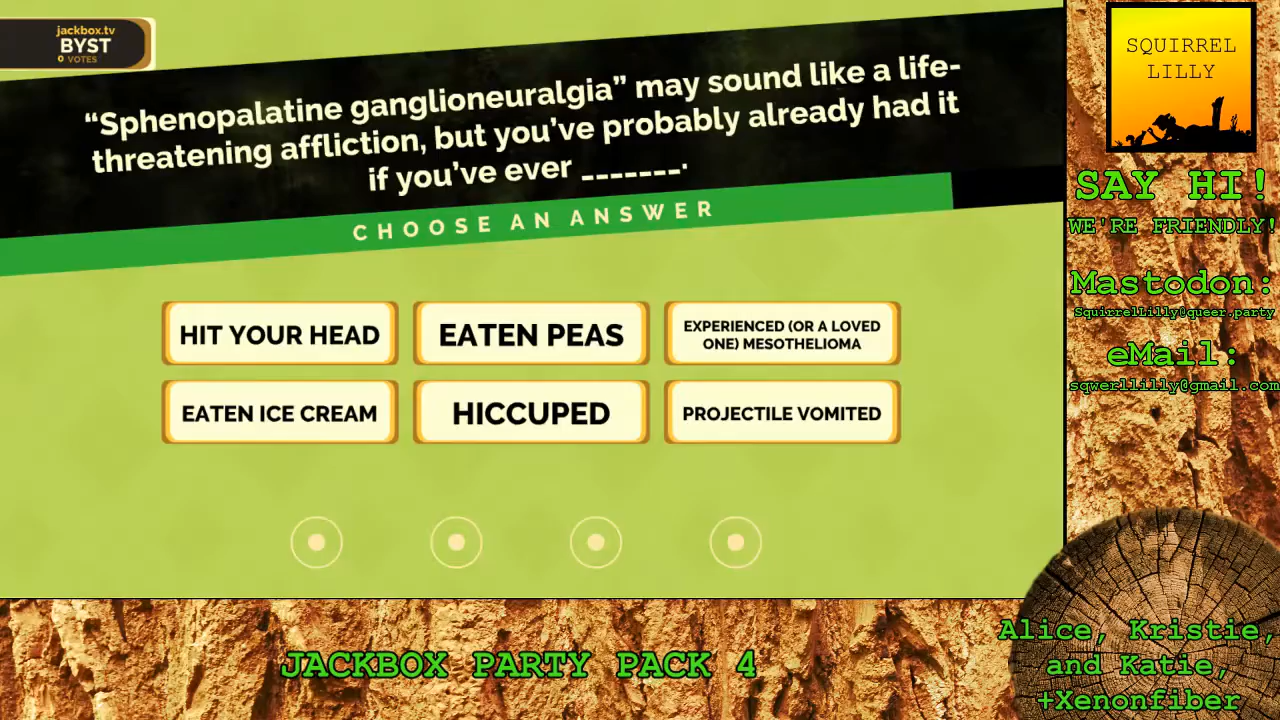 jackbox.tv
BYST
0 VOTES
“Sphenopalatine ganglioneuralgia” may sound like a life-
threatening affliction, but you’ve probably already had it
if you’ve ever _______.
CHOOSE AN ANSWER
HIT YOUR HEAD
EATEN PEAS
EXPERIENCED (OR A LOVED
ONE) MESOTHELIOMA
EATEN ICE CREAM
HICCUPED
PROJECTILE VOMITED
SQUIRREL
LILLY
SAY HI!
WE'RE FRIENDLY!
Mastodon:
SquirrelLilly@queer.party
eMail:
sqwerllilly@gmail.com
JACKBOX PARTY PACK 4
Alice, Kristie,
and Katie,
+Xenonfiber